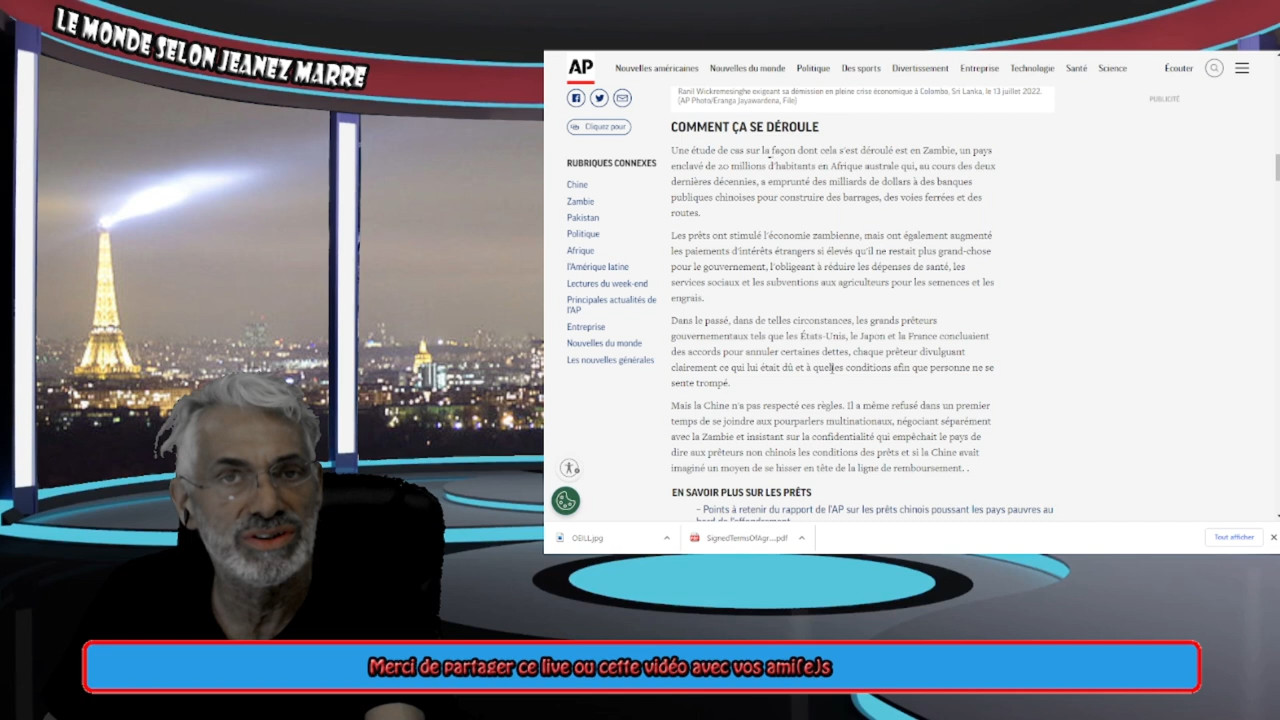 LE MONDE SELON JEANEZ MARRE
AP
Nouvelles américaines Nouvelles du monde Politique Des sports Divertissement Entreprise Technologie Santé Science Écouter
Ranil Wickremesinghe exigeant sa démission en pleine crise économique à Colombo, Sri Lanka, le 13 juillet 2022.
(AP Photo/Eranga Jayawardena, File)
PUBLICITÉ
Cliquez pour
RUBRIQUES CONNEXES
Chine
Zambie
Pakistan
Politique
Afrique
l'Amérique latine
Lectures du week-end
Principales actualités de
l'AP
Entreprise
Nouvelles du monde
Les nouvelles générales
COMMENT ÇA SE DÉROULE
Une étude de cas sur la façon dont cela s'est déroulé est en Zambie, un pays
enclavé de 20 millions d'habitants en Afrique australe qui, au cours des deux
dernières décennies, a emprunté des milliards de dollars à des banques
publiques chinoises pour construire des barrages, des voies ferrées et des
routes.
Les prêts ont stimulé l'économie zambienne, mais ont également augmenté
les paiements d'intérêts étrangers si élevés qu'il ne restait plus grand-chose
pour le gouvernement, l'obligeant à réduire les dépenses de santé, les
services sociaux et les subventions aux agriculteurs pour les semences et les
engrais.
Dans le passé, dans de telles circonstances, les grands prêteurs
gouvernementaux tels que les États-Unis, le Japon et la France concluaient
des accords pour annuler certaines dettes, chaque prêteur divulguant
clairement ce qui lui était dû et à quelles conditions afin que personne ne se
sente trompé.
Mais la Chine n'a pas respecté ces règles. Il a même refusé dans un premier
temps de se joindre aux pourparlers multinationaux, négociant séparément
avec la Zambie et insistant sur la confidentialité qui empêchait le pays de
dire aux prêteurs non chinois les conditions des prêts et si la Chine avait
imaginé un moyen de se hisser en tête de la ligne de remboursement. .
EN SAVOIR PLUS SUR LES PRÊTS
– Points à retenir du rapport de l'AP sur les prêts chinois poussant les pays pauvres au
bord de l'effondrement
OEILL.jpg
SignedTermsOfAgr....pdf
Tout afficher
Merci de partager ce live ou cette vidéo avec vos ami(e)s